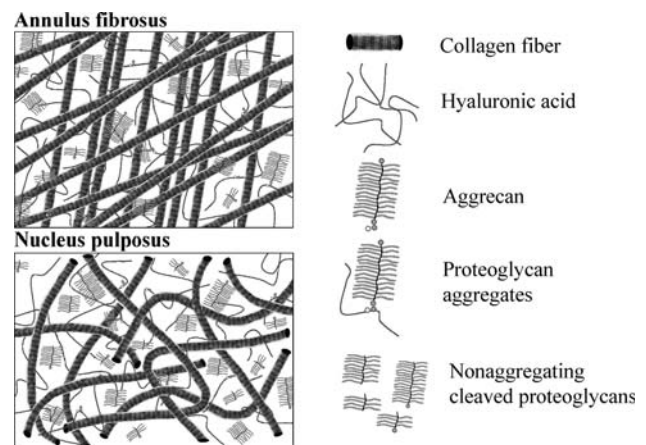 Annulus fibrosus
Nucleus pulposus
Collagen fiber
Hyaluronic acid
Aggrecan
Proteoglycan
aggregates
Nonaggregating
cleaved proteoglycans